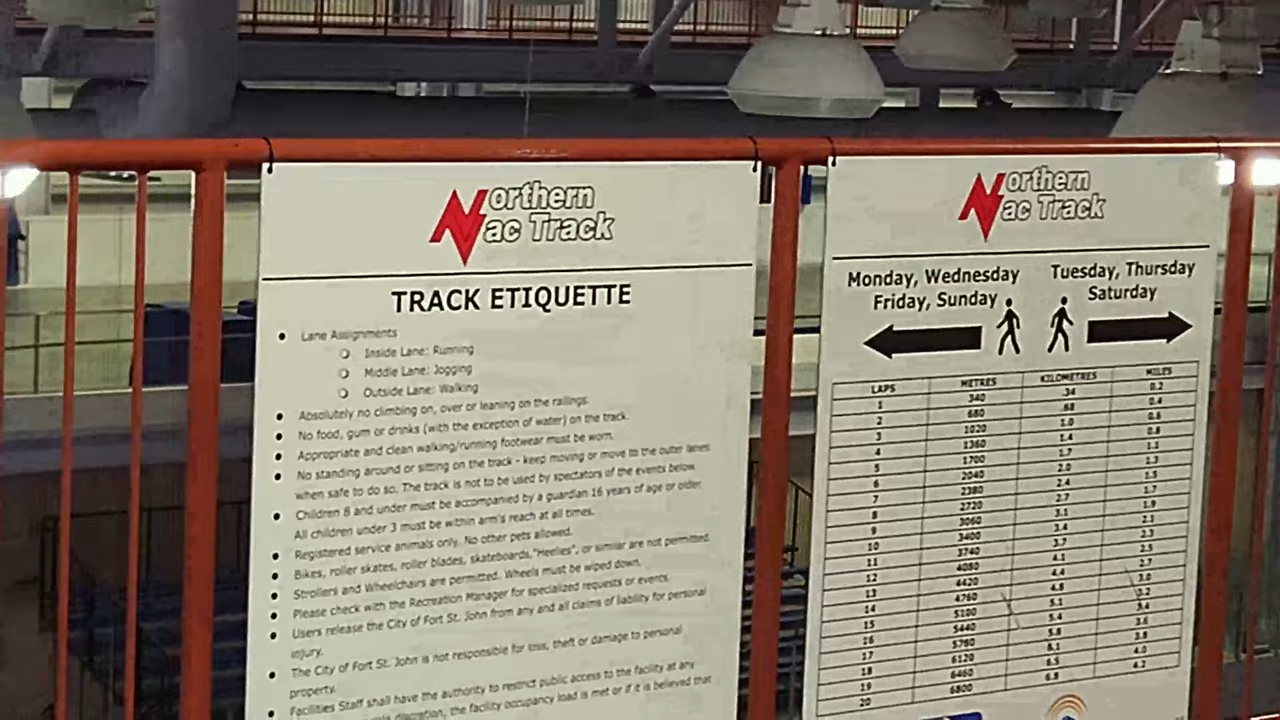 Northern
Vac Track
TRACK ETIQUETTE
Lane Assignments
Inside Lane: Running
Middle Lane: Jogging
Outside Lane: Walking
Absolutely no climbing on, over or leaning on the railings.
No food, gum or drinks (with the exception of water) on the track.
Appropriate and clean walking/running footwear must be worn.
No standing around or sitting on the track - keep moving or move to the outer lanes
when safe to do so. The track is not to be used by spectators of the events below.
Children 8 and under must be accompanied by a guardian 16 years of age or older.
All children under 3 must be within arm's reach at all times.
Registered service animals only. No other pets allowed.
Bikes, roller skates, roller blades, skateboards, "Heelies", or similar are not permitted.
Strollers and Wheelchairs are permitted. Wheels must be wiped down.
Please check with the Recreation Manager for specialized requests or events.
Users release the City of Fort St. John from any and all claims of liability for personal
injury.
The City of Fort St. John is not responsible for loss, theft or damage to personal
property.
Facilities Staff shall have the authority to restrict public access to the facility at any
discretion, the facility occupancy load is met or if it is believed that
Northern
Vac Track
Monday, Wednesday
Friday, Sunday
Tuesday, Thursday
Saturday
LAPS METRES KILOMETRES MILES
1 340 .34 0.2
2 680 .68 0.4
3 1020 1.0 0.6
4 1360 1.4 0.8
5 1700 1.7 1.1
6 2040 2.0 1.3
7 2380 2.4 1.5
8 2720 2.7 1.7
9 3060 3.1 1.9
10 3400 3.4 2.1
11 3740 3.7 2.3
12 4080 4.1 2.5
13 4420 4.4 2.7
14 4760 4.8 3.0
15 5100 5.1 3.2
16 5440 5.4 3.4
17 5780 5.8 3.6
18 6120 6.1 3.8
19 6460 6.5 4.0
20 6800 6.8 4.2